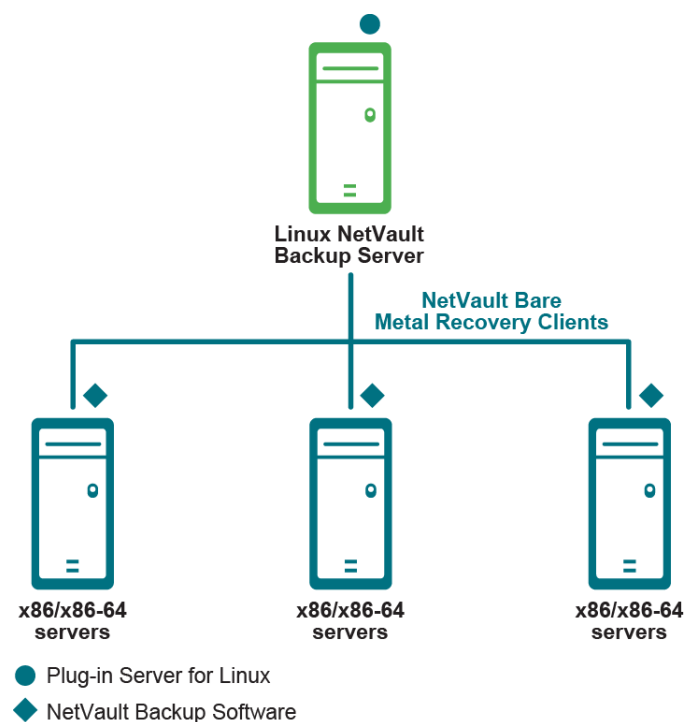 Linux NetVault
Backup Server
NetVault Bare
Metal Recovery Clients
x86/x86-64
servers
x86/x86-64
servers
x86/x86-64
servers
Plug-in Server for Linux
NetVault Backup Software